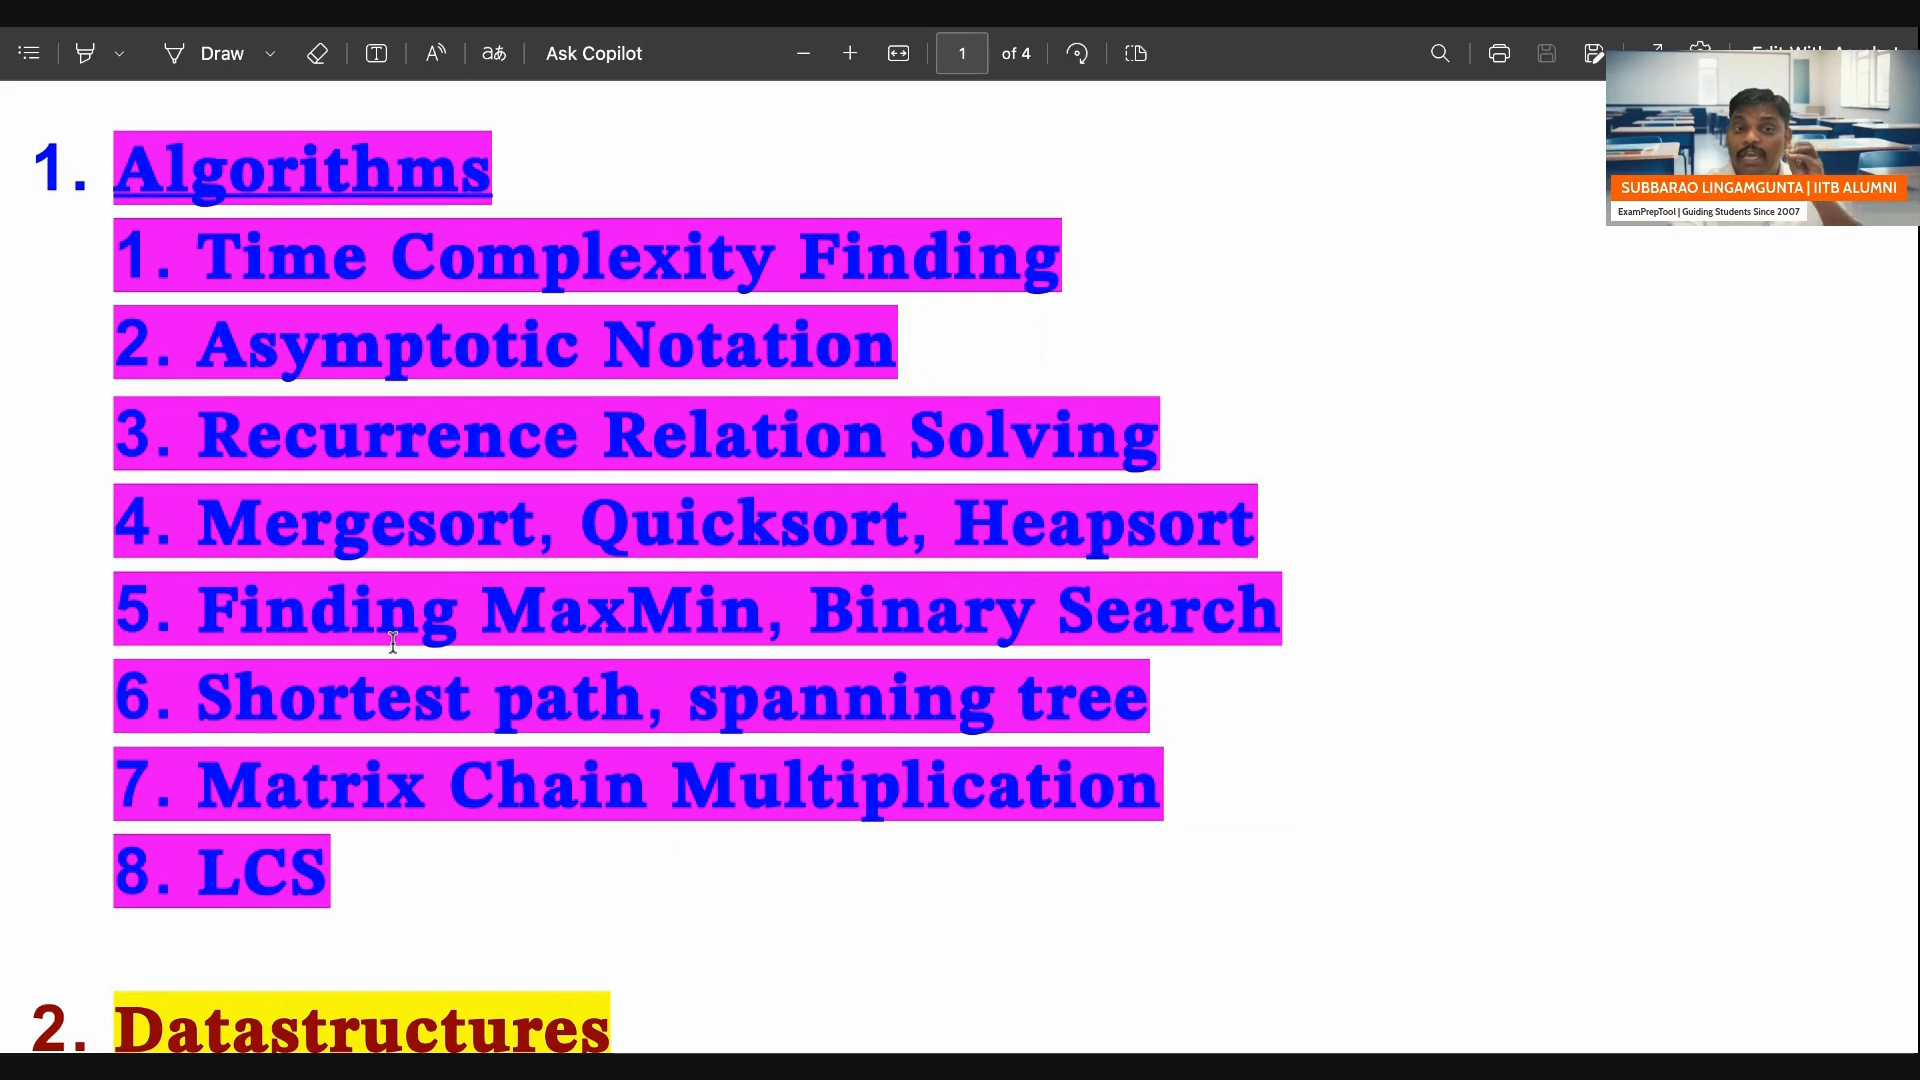 Draw
Ask Copilot
1 of 4
SUBBARAO LINGAMGUNTA | IITB ALUMNI
ExamPrepTool | Guiding Students Since 2007
1. Algorithms
1. Time Complexity Finding
2. Asymptotic Notation
3. Recurrence Relation Solving
4. Mergesort, Quicksort, Heapsort
5. Finding MaxMin, Binary Search
6. Shortest path, spanning tree
7. Matrix Chain Multiplication
8. LCS
2. Datastructures